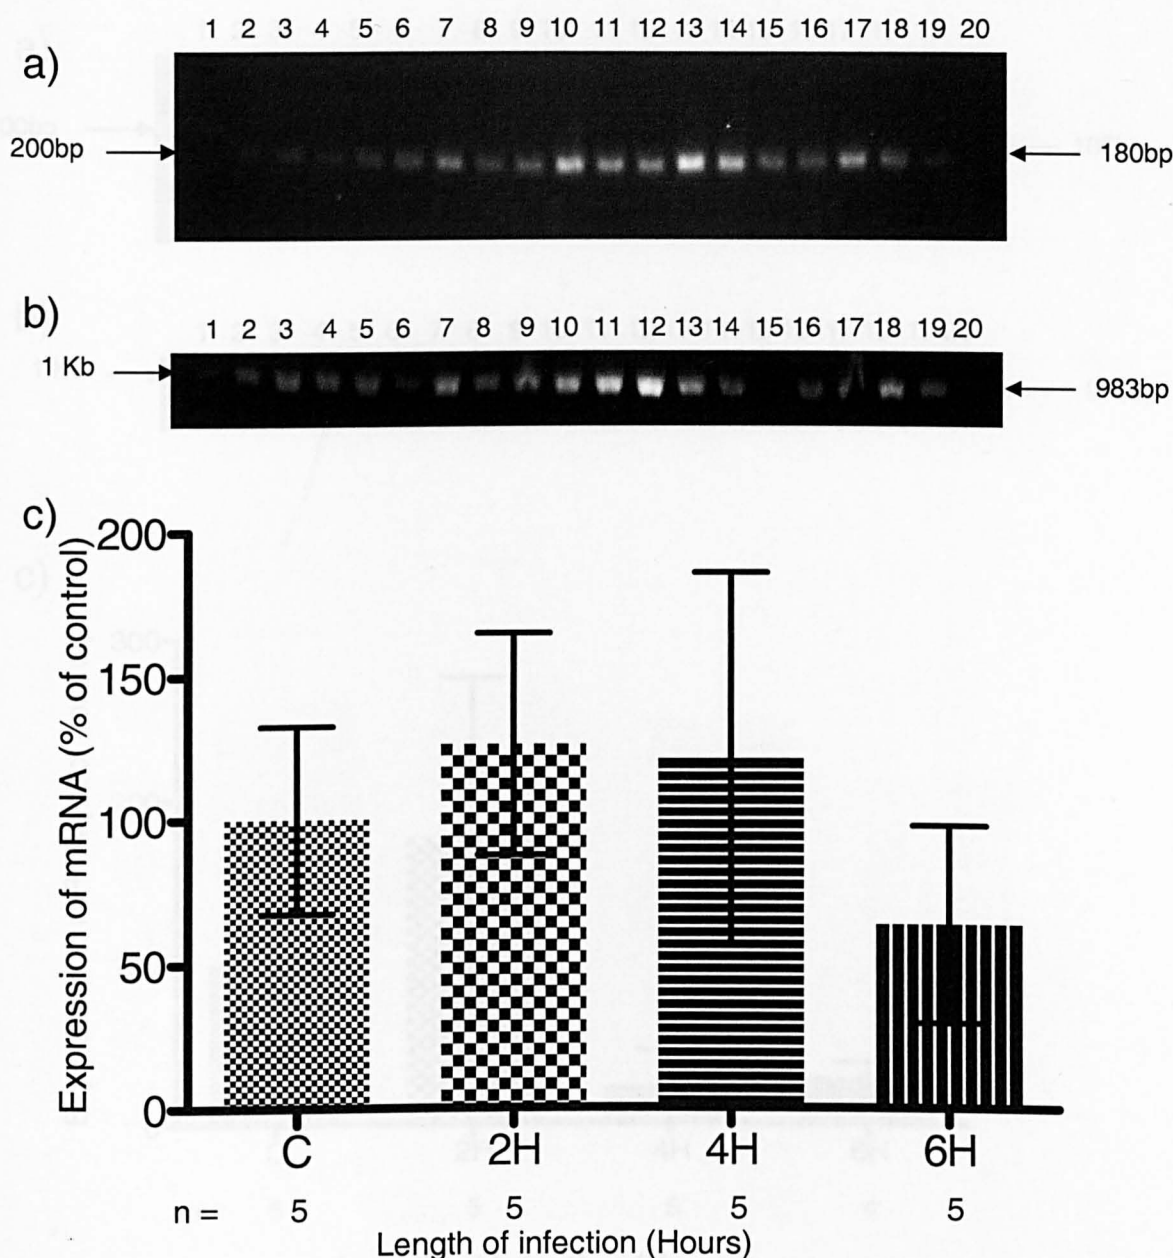 1 2 3 4 5 6 7 8 9 10 11 12 13 14 15 16 17 18 19 20
a)
200bp
180bp
b)
1 2 3 4 5 6 7 8 9 10 11 12 13 14 15 16 17 18 19 20
1 Kb
983bp
c)
200
150
100
50
0
Expression of mRNA (% of control)
C 2H 4H 6H
n = 5 5 5 5
Length of infection (Hours)